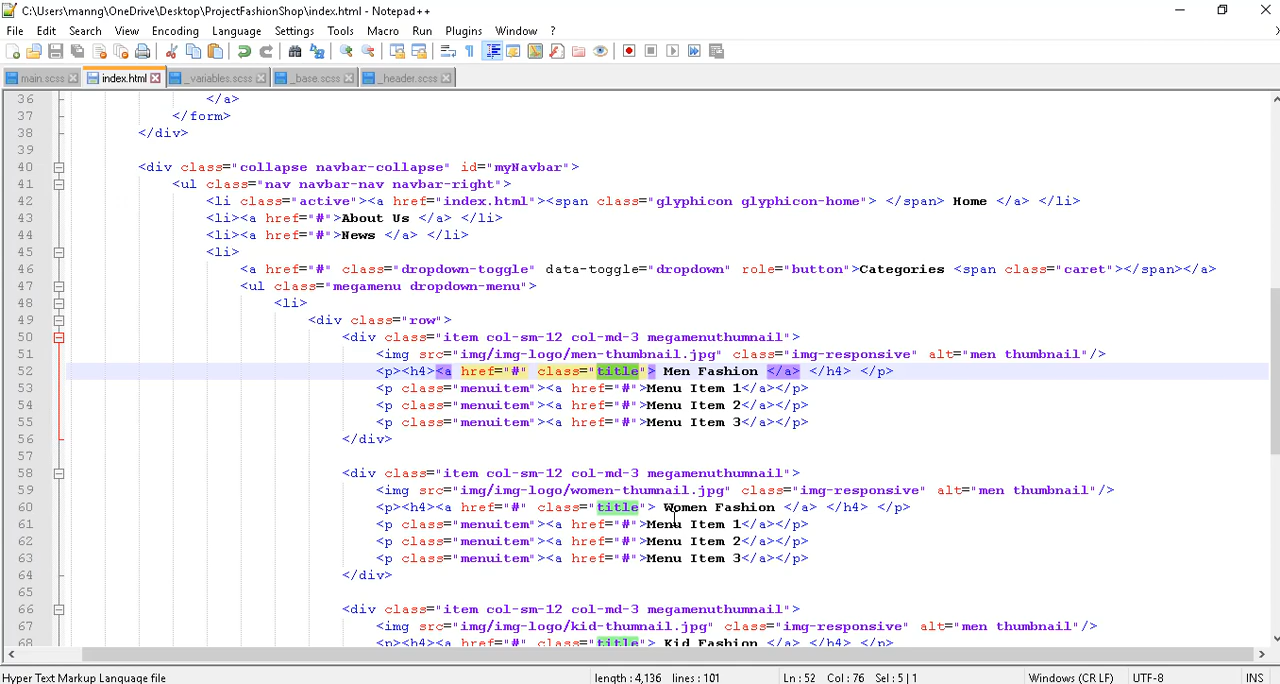 C:\Users\manng\OneDrive\Desktop\ProjectFashionShop\index.html - Notepad++
File Edit Search View Encoding Language Settings Tools Macro Run Plugins Window ?
main.scss index.html _variables.scss _base.scss _header.scss
36 </a>
37 </form>
38 </div>
39
40 <div class="collapse navbar-collapse" id="myNavbar">
41 <ul class="nav navbar-nav navbar-right">
42 <li class="active"><a href="index.html"><span class="glyphicon glyphicon-home"> </span> Home </a> </li>
43 <li><a href="#">About Us </a> </li>
44 <li><a href="#">News </a> </li>
45 <li>
46 <a href="#" class="dropdown-toggle" data-toggle="dropdown" role="button">Categories <span class="caret"></span></a>
47 <ul class="megamenu dropdown-menu">
48 <li>
49 <div class="row">
50 <div class="item col-sm-12 col-md-3 megamenuthumnail">
51 <img src="img/img-logo/men-thumbnail.jpg" class="img-responsive" alt="men thumbnail"/>
52 <p><h4><a href="#" class="title"> Men Fashion </a> </h4> </p>
53 <p class="menuitem"><a href="#">Menu Item 1</a></p>
54 <p class="menuitem"><a href="#">Menu Item 2</a></p>
55 <p class="menuitem"><a href="#">Menu Item 3</a></p>
56 </div>
57
58 <div class="item col-sm-12 col-md-3 megamenuthumnail">
59 <img src="img/img-logo/women-thumnail.jpg" class="img-responsive" alt="men thumbnail"/>
60 <p><h4><a href="#" class="title"> Women Fashion </a> </h4> </p>
61 <p class="menuitem"><a href="#">Menu Item 1</a></p>
62 <p class="menuitem"><a href="#">Menu Item 2</a></p>
63 <p class="menuitem"><a href="#">Menu Item 3</a></p>
64 </div>
65
66 <div class="item col-sm-12 col-md-3 megamenuthumnail">
67 <img src="img/img-logo/kid-thumnail.jpg" class="img-responsive" alt="men thumbnail"/>
68 <p><h4><a href="#" class="title"> Kid Fashion </a> </h4> </p>
Hyper Text Markup Language file length : 4,136 lines : 101 Ln : 52 Col : 76 Sel : 5 | 1 Windows (CR LF) UTF-8 INS